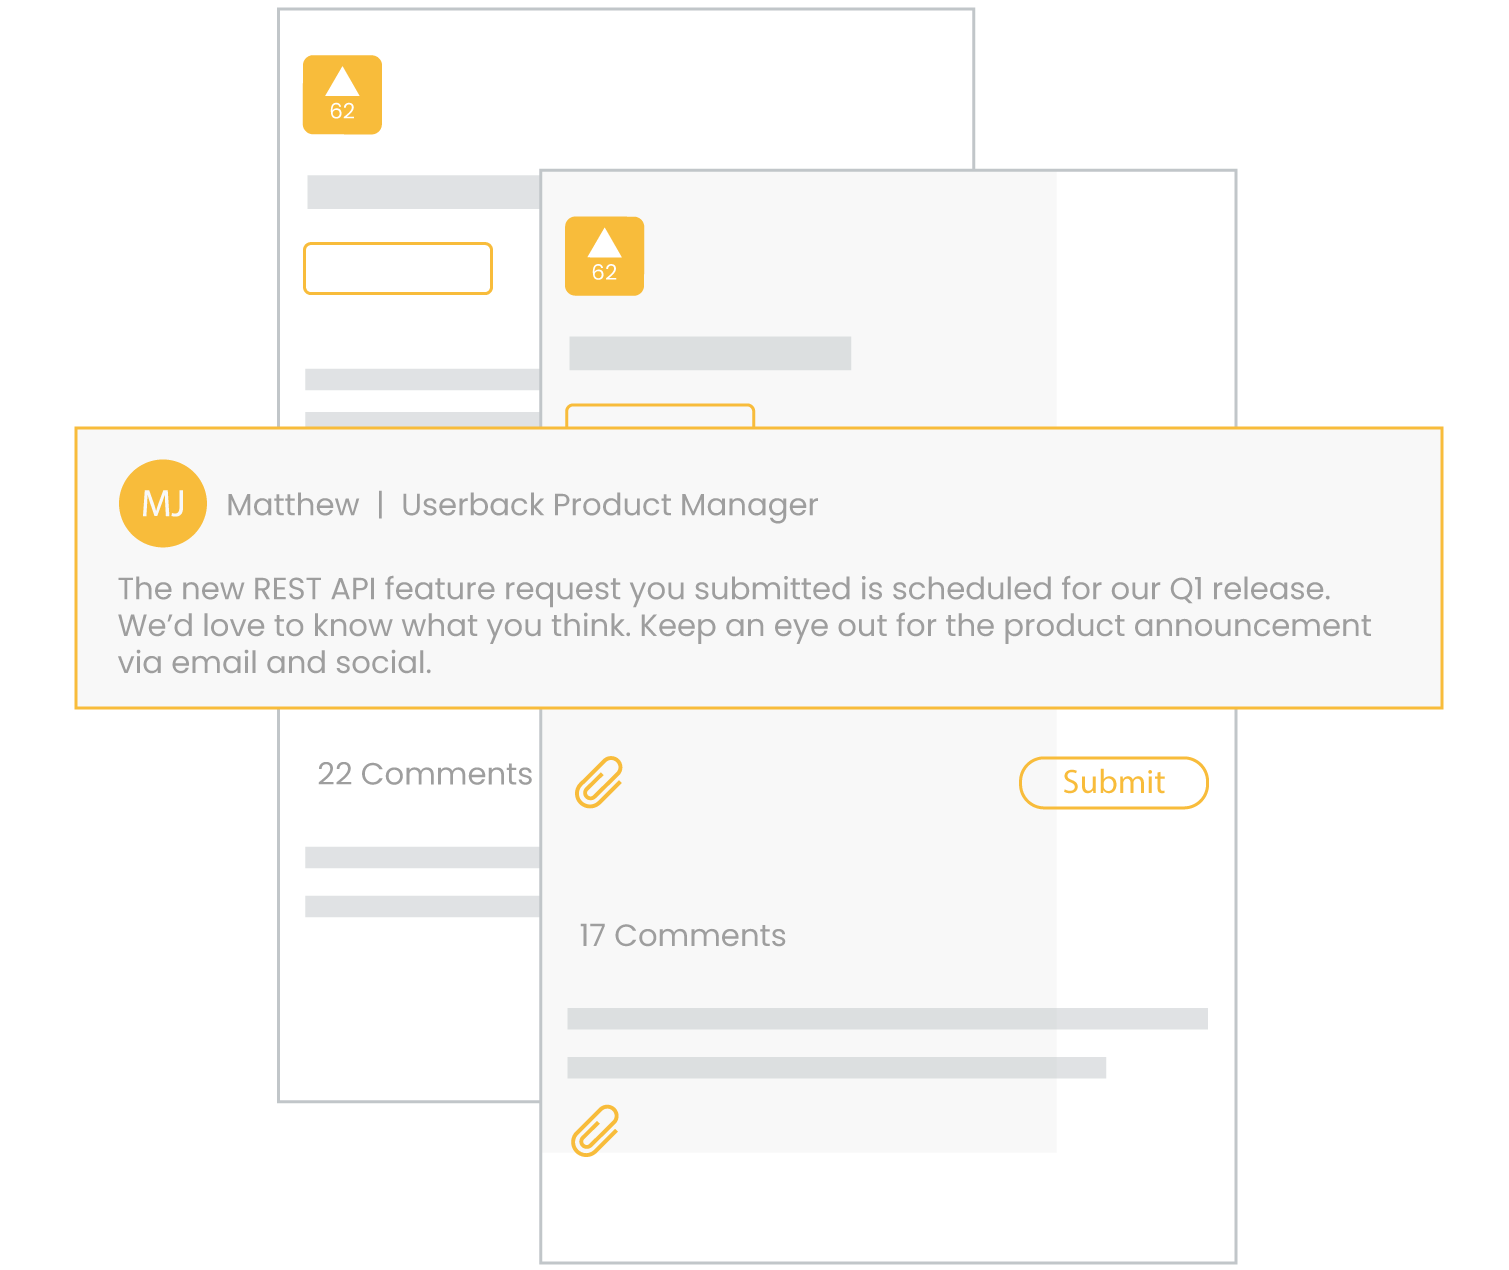 62
62
MJ
Matthew | Userback Product Manager
The new REST API feature request you submitted is scheduled for our Q1 release.
We’d love to know what you think. Keep an eye out for the product announcement
via email and social.
22 Comments
Submit
17 Comments